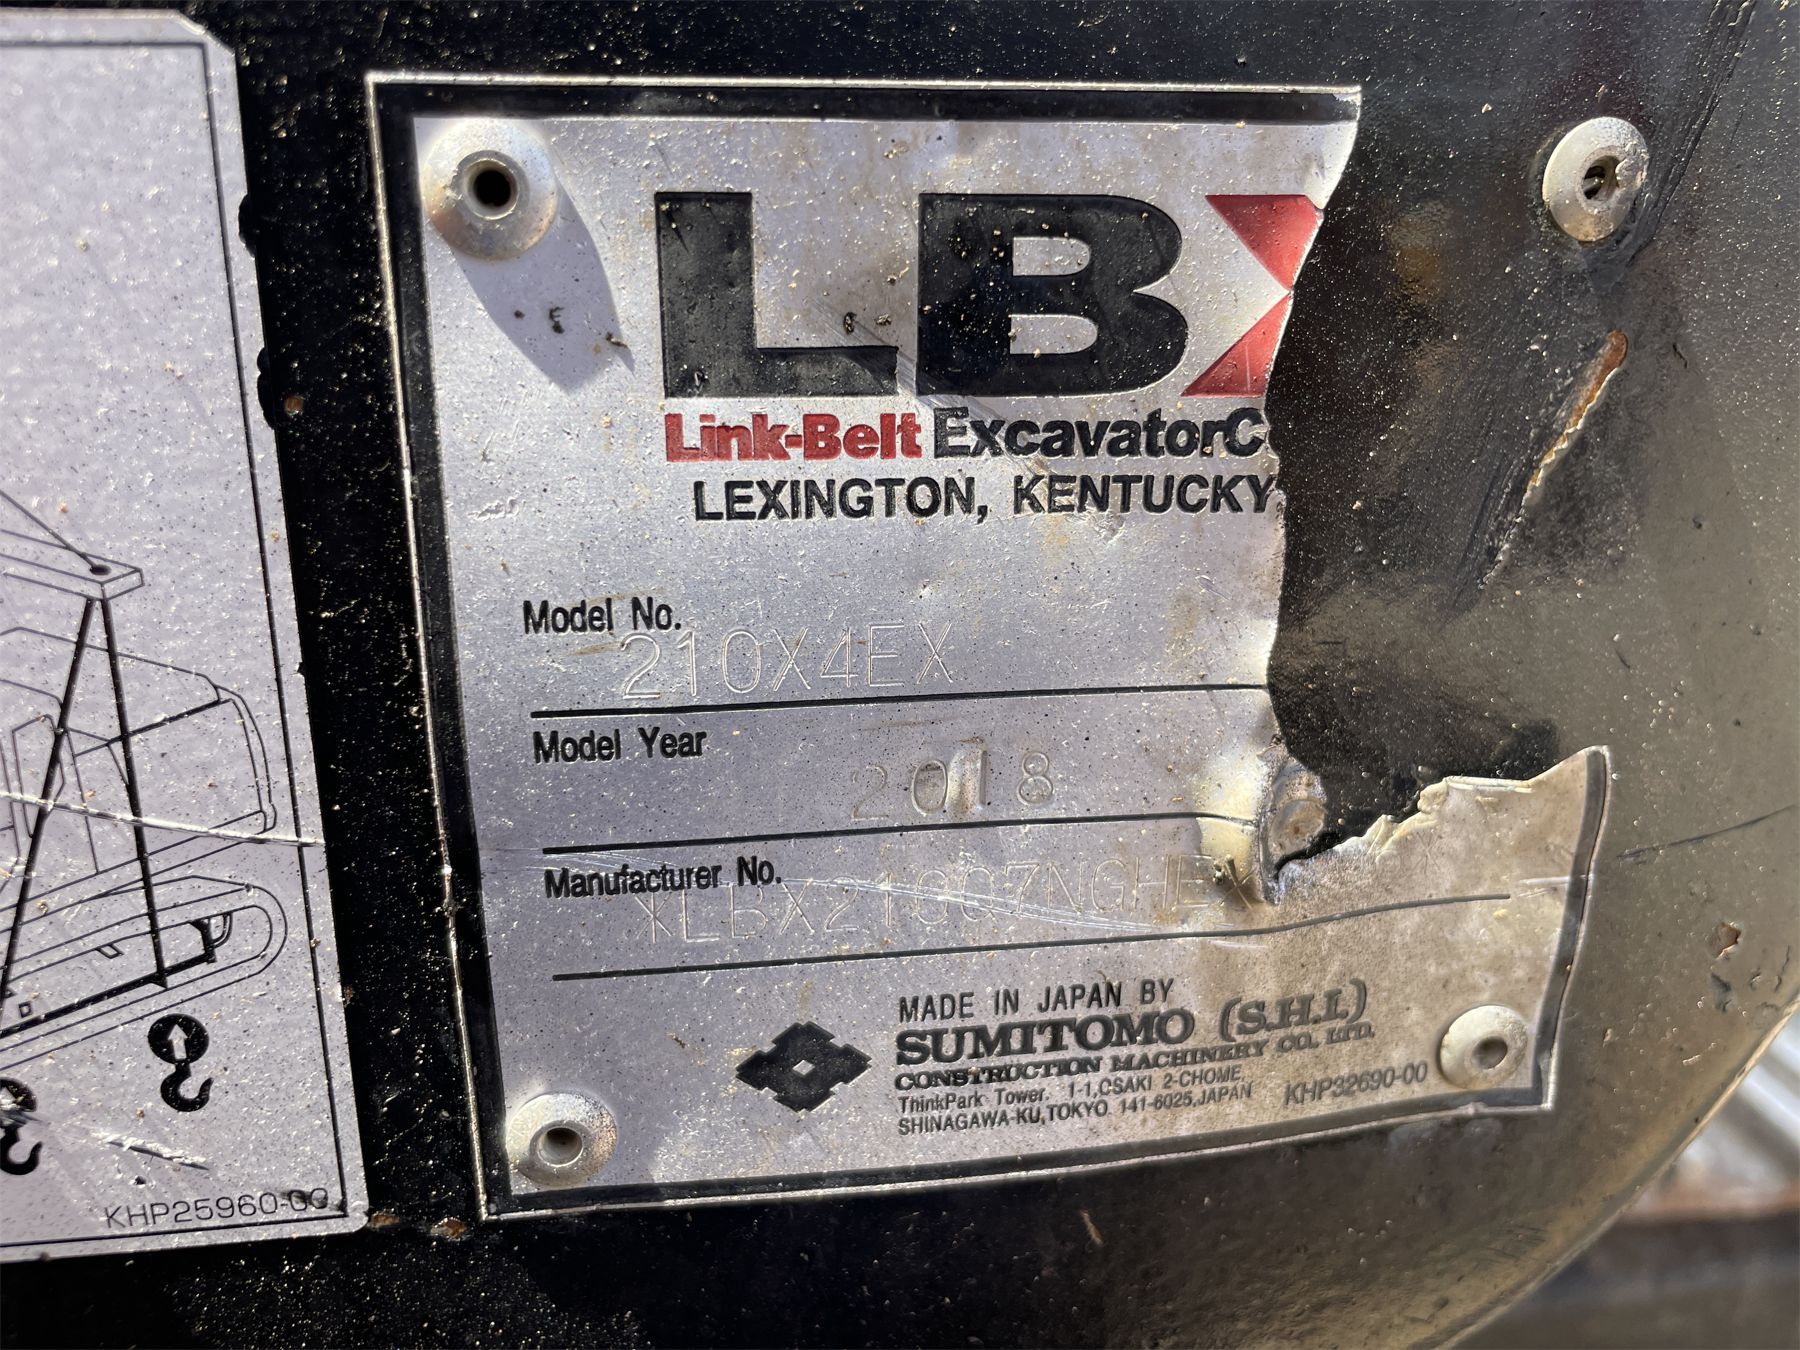 LBX
Link-Belt Excavator
LEXINGTON, KENTUCKY
Model No.
210X4EX
Model Year
2018
Manufacturer No.
MADE IN JAPAN BY
SUMITOMO (S.H.I.)
CONSTRUCTION MACHINERY CO., LTD.
ThinkPark Tower. 1-1,OSAKI 2-CHOME
SHINAGAWA-KU,TOKYO 141-6025,JAPAN
KHP32690-00
KHP25960-00